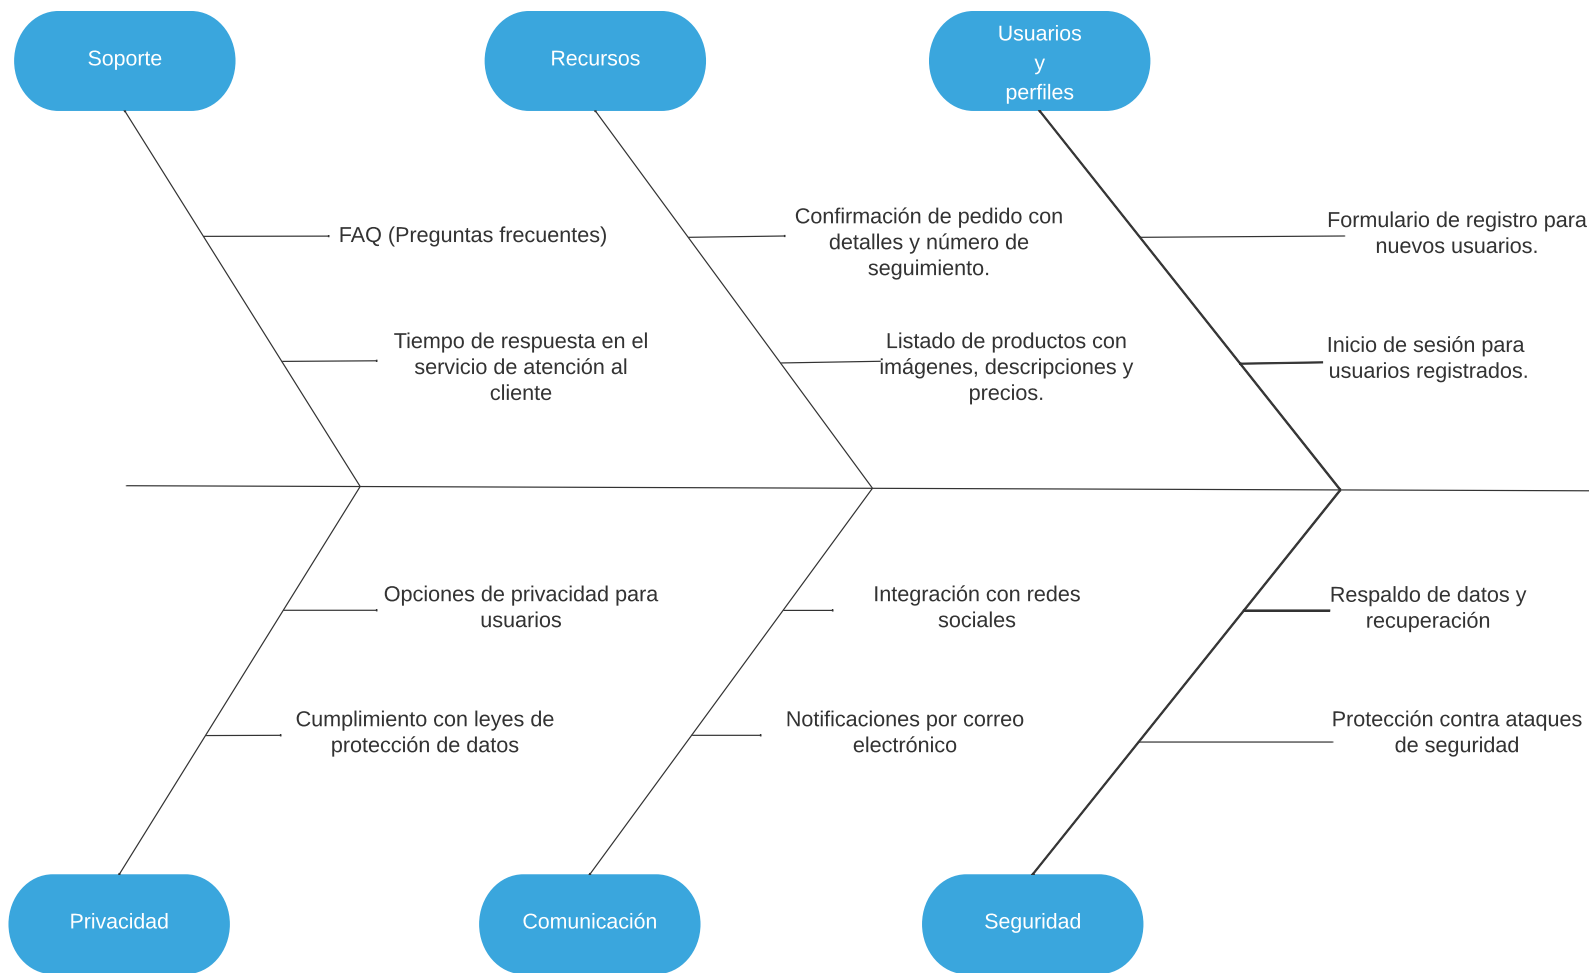 Soporte
Recursos
Usuarios
y
perfiles
FAQ (Preguntas frecuentes)
Confirmación de pedido con
detalles y número de
seguimiento.
Formulario de registro para
nuevos usuarios.
Tiempo de respuesta en el
servicio de atención al
cliente
Listado de productos con
imágenes, descripciones y
precios.
Inicio de sesión para
usuarios registrados.
Opciones de privacidad para
usuarios
Integración con redes
sociales
Respaldo de datos y
recuperación
Cumplimiento con leyes de
protección de datos
Notificaciones por correo
electrónico
Protección contra ataques
de seguridad
Privacidad
Comunicación
Seguridad